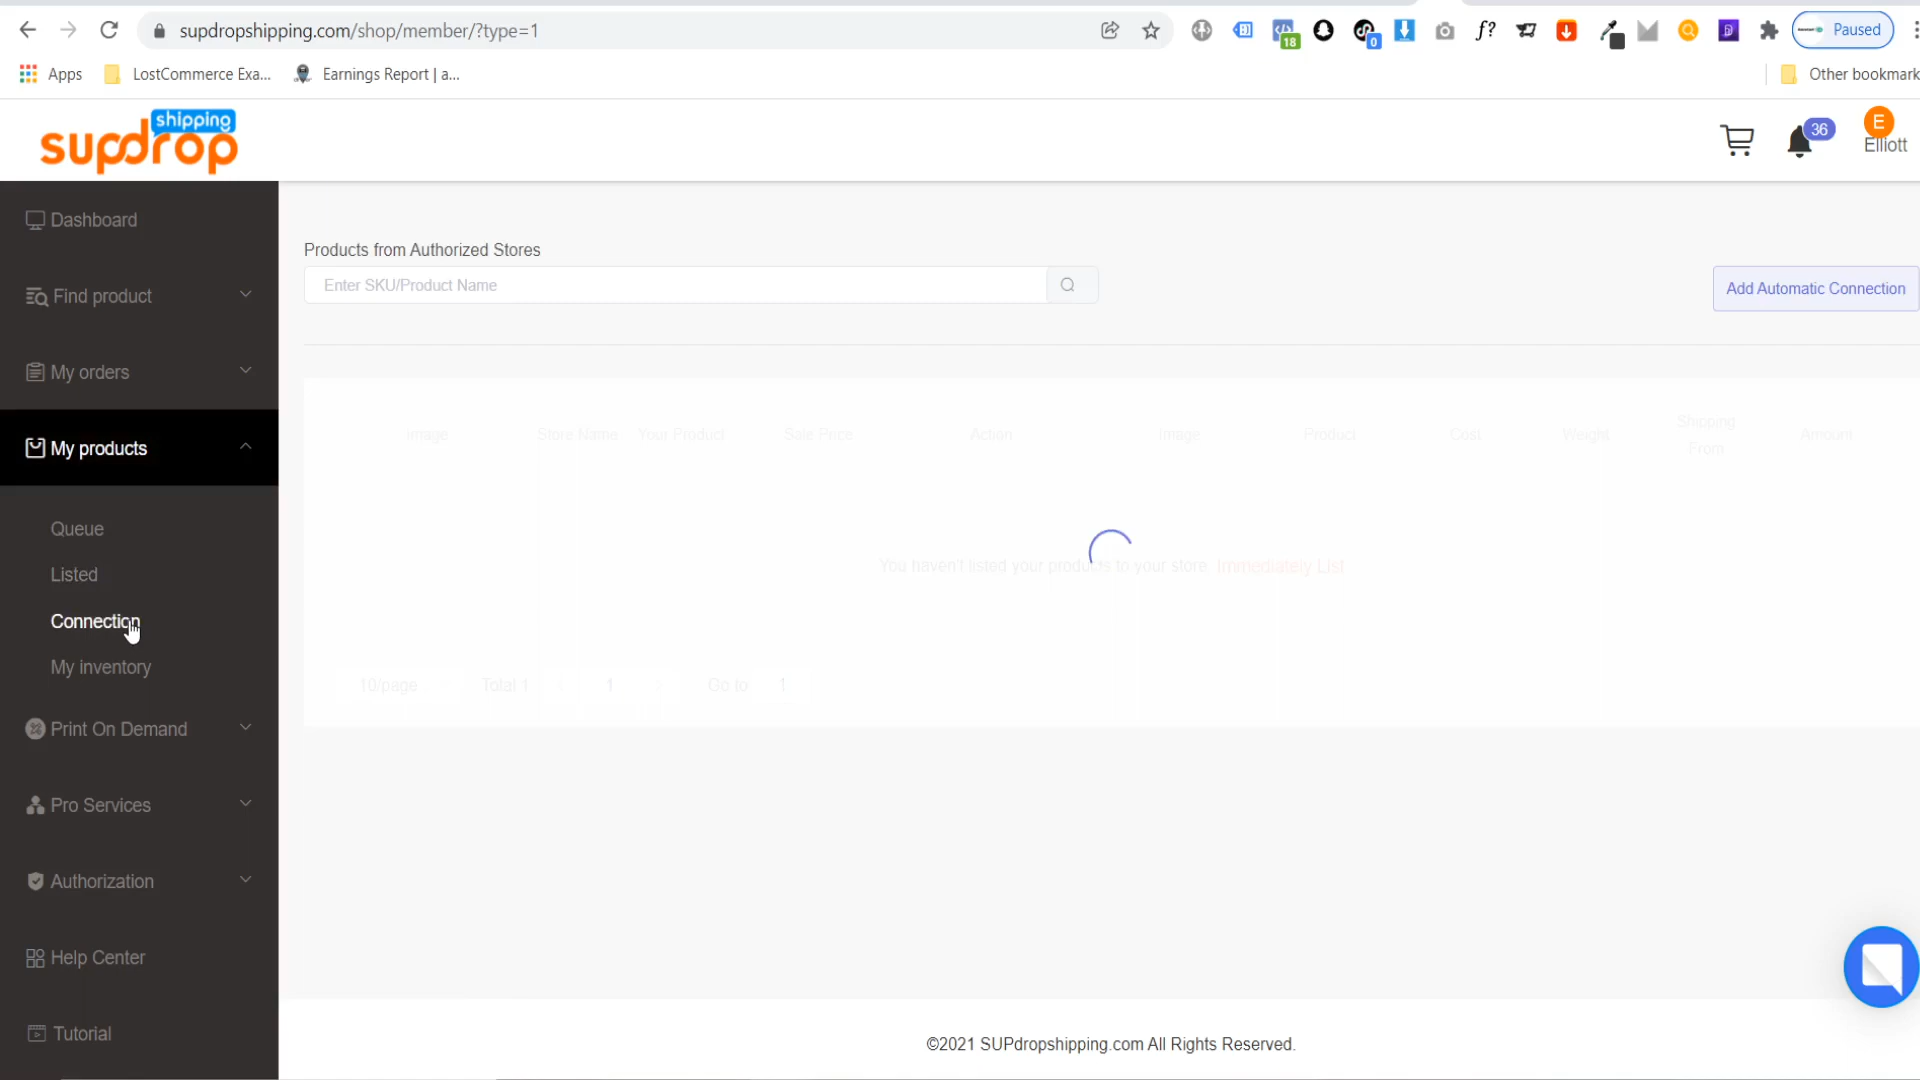 supdropshipping.com/shop/member/?type=1
18
0
f?
Paused
Apps
LostCommerce Exa...
Earnings Report | a...
Other bookmark
shipping
supdrop
36
E
Elliott
Dashboard
Find product
My orders
My products
Queue
Listed
Connection
My inventory
Print On Demand
Pro Services
Authorization
Help Center
Tutorial
Products from Authorized Stores
Enter SKU/Product Name
Add Automatic Connection
Image Store Name Your Product Sale Price Action Image Product Cost Weight Shipping From Amount
You haven't listed your products to your store, Immediately List
10/page Total 1 1 Go to 1
©2021 SUPdropshipping.com All Rights Reserved.